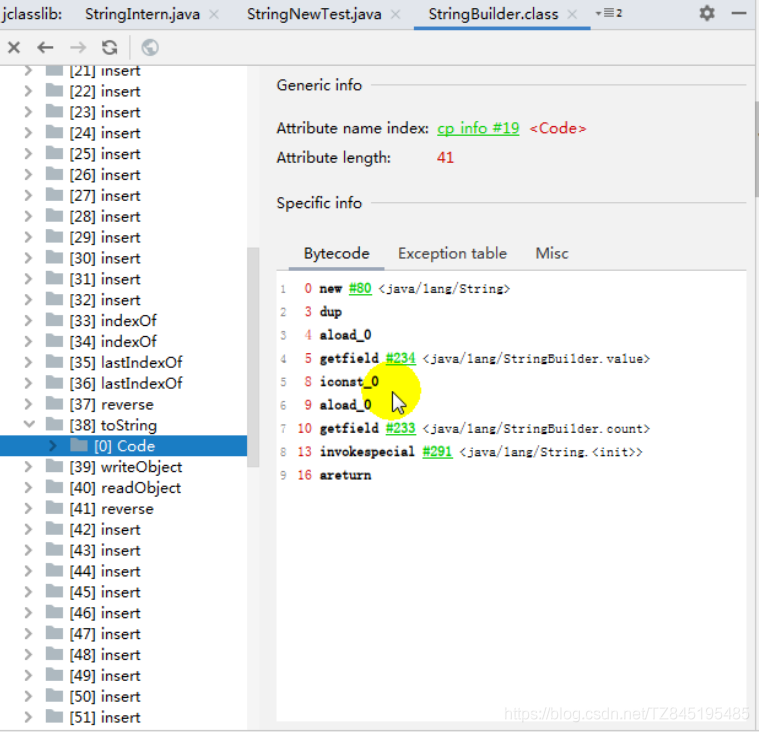 jclasslib: StringIntern.java StringNewTest.java StringBuilder.class 2
[21] insert
[22] insert
[23] insert
[24] insert
[25] insert
[26] insert
[27] insert
[28] insert
[29] insert
[30] insert
[31] insert
[32] insert
[33] indexOf
[34] indexOf
[35] lastIndexOf
[36] lastIndexOf
[37] reverse
[38] toString
[0] Code
[39] writeObject
[40] readObject
[41] reverse
[42] insert
[43] insert
[44] insert
[45] insert
[46] insert
[47] insert
[48] insert
[49] insert
[50] insert
[51] insert
Generic info
Attribute name index: cp info #19 <Code>
Attribute length: 41
Specific info
Bytecode Exception table Misc
1 0 new #80 <java/lang/String>
2 3 dup
3 4 aload_0
4 5 getfield #234 <java/lang/StringBuilder.value>
5 8 iconst_0
6 9 aload_0
7 10 getfield #233 <java/lang/StringBuilder.count>
8 13 invokespecial #291 <java/lang/String.<init>>
9 16 areturn
https://blog.csdn.net/TZ845195485